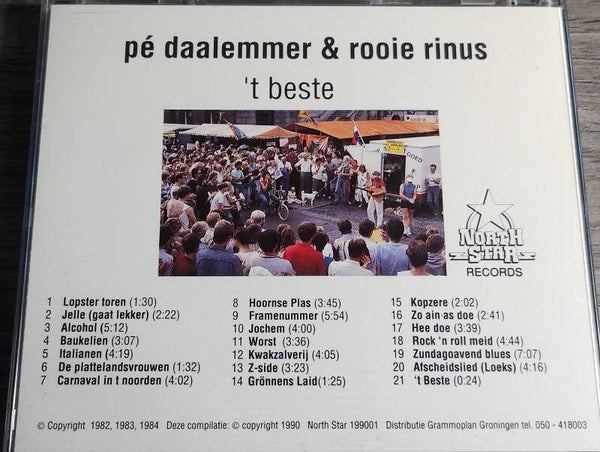 pé daalemmer & rooie rinus
't beste
NORTH STAR
RECORDS
1 Lopster toren (1:30)
2 Jelle (gaat lekker) (2:22)
3 Alcohol (5:12)
4 Baukelien (3:07)
5 Italianen (4:19)
6 De plattelandsvrouwen (1:32)
7 Carnaval in t noorden (4:02)
8 Hoornse Plas (3:45)
9 Framenummer (5:54)
10 Jochem (4:00)
11 Worst (3:36)
12 Kwakzalverij (4:05)
13 Z-side (3:23)
14 Grönnens Laid(1:25)
15 Kopzere (2:02)
16 Zo ain as doe (2:41)
17 Hee doe (3:39)
18 Rock 'n roll meid (4:44)
19 Zundagoavend blues (7:07)
20 Afscheidslied (Loeks) (4:16)
21 't Beste (0:24)
© Copyright 1982, 1983, 1984 Deze compilatie: © copyright 1990 North Star 199001 Distributie Grammoplan Groningen tel. 050 - 418003